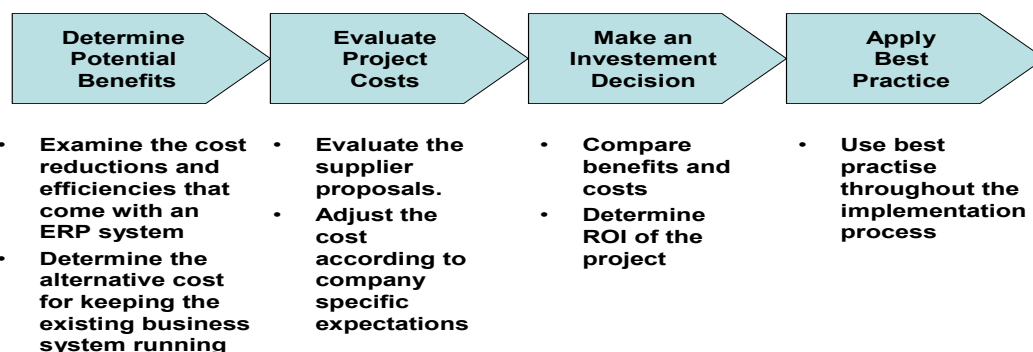 Determine
Potential
Benefits
Evaluate
Project
Costs
Make an
Investement
Decision
Apply
Best
Practice
• Examine the cost
reductions and
efficiencies that
come with an
ERP system
• Determine the
alternative cost
for keeping the
existing business
system running
• Evaluate the
supplier
proposals.
• Adjust the
cost
according to
company
specific
expectations
• Compare
benefits and
costs
• Determine
ROI of the
project
• Use best
practise
throughout the
implementation
process